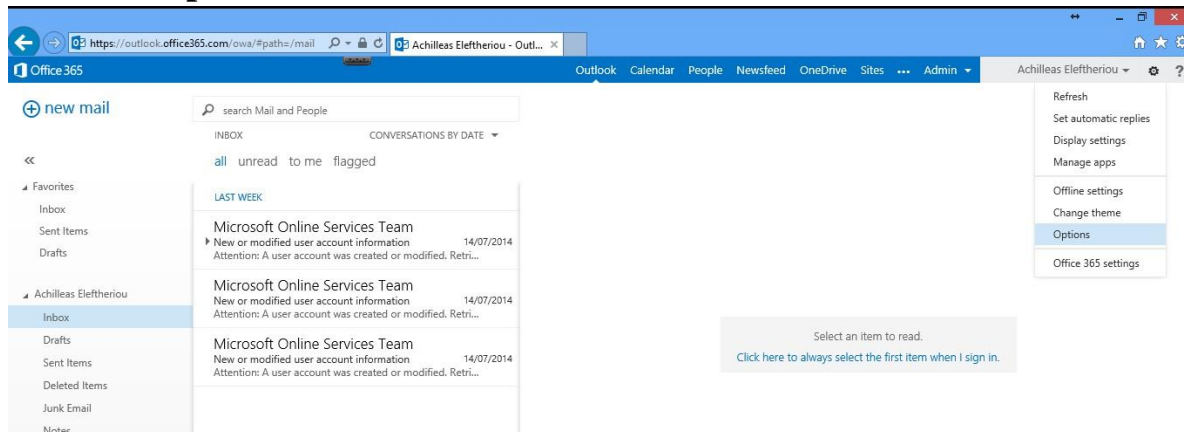 https://outlook.office365.com/owa/#path=/mail
Achilleas Eleftheriou - Outl...
Office 365
Outlook Calendar People Newsfeed OneDrive Sites ... Admin
Achilleas Eleftheriou
?
new mail
search Mail and People
INBOX
CONVERSATIONS BY DATE
all unread to me flagged
Favorites
Inbox
Sent Items
Drafts
Achilleas Eleftheriou
Inbox
Drafts
Sent Items
Deleted Items
Junk Email
Notes
LAST WEEK
Microsoft Online Services Team
New or modified user account information 14/07/2014
Attention: A user account was created or modified. Retri...
Microsoft Online Services Team
New or modified user account information 14/07/2014
Attention: A user account was created or modified. Retri...
Microsoft Online Services Team
New or modified user account information 14/07/2014
Attention: A user account was created or modified. Retri...
Select an item to read.
Click here to always select the first item when I sign in.
Refresh
Set automatic replies
Display settings
Manage apps
Offline settings
Change theme
Options
Office 365 settings